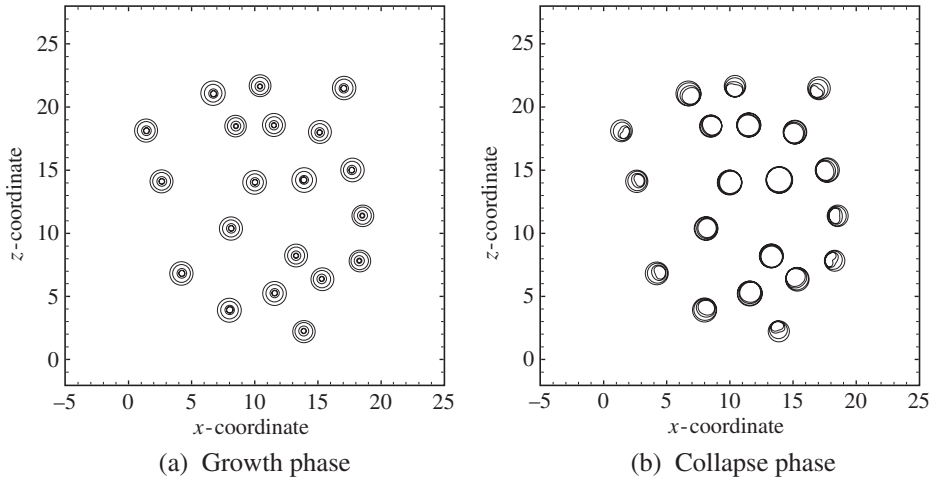 25 25
20 20
15 15
z-coordinate z-coordinate
10 10
5 5
0 0
−5 0 5 10 15 20 25 −5 0 5 10 15 20 25
x-coordinate x-coordinate
(a) Growth phase (b) Collapse phase